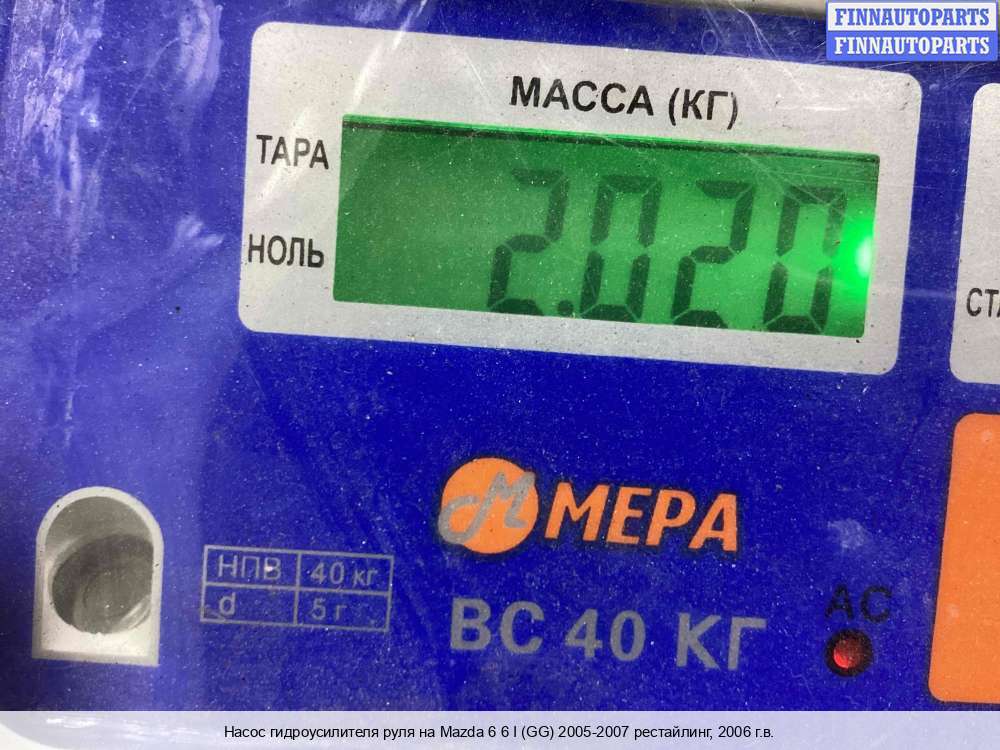 FINNAUTOPARTS
FINNAUTOPARTS
МАССА (КГ)
ТАРА
2.020
НОЛЬ
МЕРА
НПВ 40 кг
d 5 г
ВС 40 КГ
АС
Насос гидроусилителя руля на Mazda 6 6 I (GG) 2005-2007 рестайлинг, 2006 г.в.